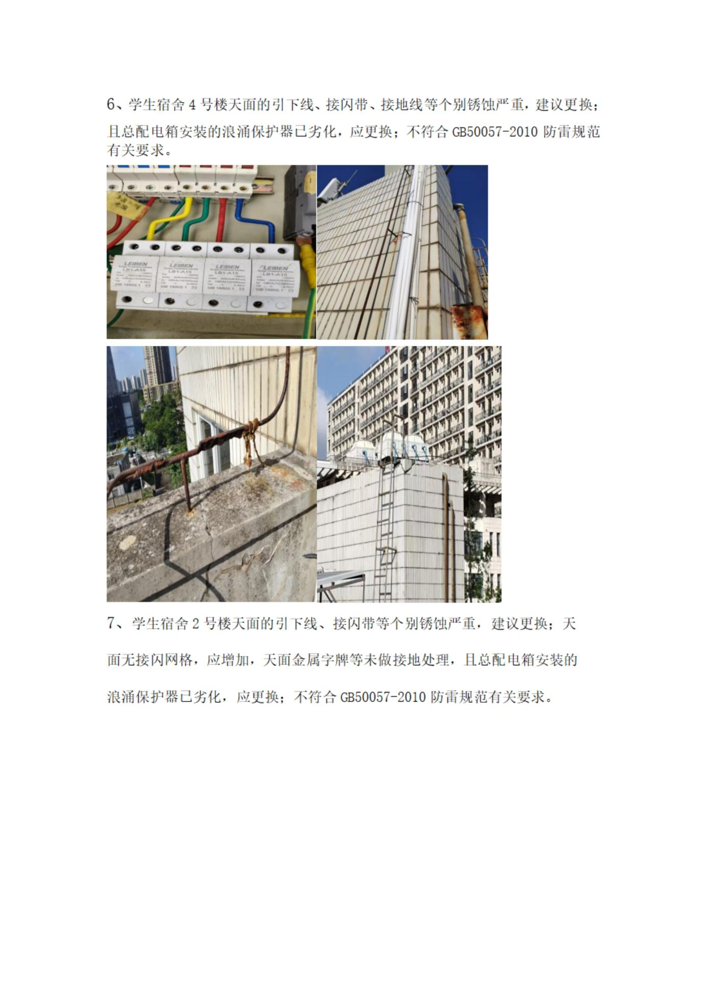 6、学生宿舍 4 号楼天面的引下线、接闪带、接地线等个别锈蚀严重，建议更换；
且总配电箱安装的浪涌保护器已劣化，应更换；不符合 GB50057-2010 防雷规范
有关要求。
LEIBEN
LB1-A15
GB 18802.1
LEIBEN
LB1-A15
GB 18802.1
LEIBEN
LB1-A15
GB 18802.1
LEIBEN
LB1-A15
GB 18802.1
7、学生宿舍 2 号楼天面的引下线、接闪带等个别锈蚀严重，建议更换；天
面无接闪网格，应增加，天面金属字牌等未做接地处理，且总配电箱安装的
浪涌保护器已劣化，应更换；不符合 GB50057-2010 防雷规范有关要求。